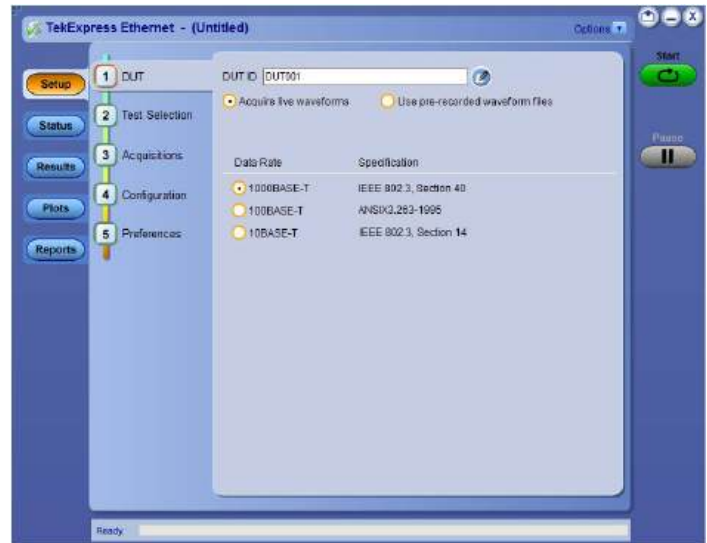 TekExpress Ethernet - (Untitled)
Options
Start
Pause
Setup
Status
Results
Plots
Reports
1 DUT
2 Test Selection
3 Acquisitions
4 Configuration
5 Preferences
DUT ID DUT001
Acquire live waveforms
Use pre-recorded waveform files
Data Rate Specification
1000BASE-T IEEE 802.3, Section 40
100BASE-T ANSIX3.263-1995
10BASE-T IEEE 802.3, Section 14
Ready